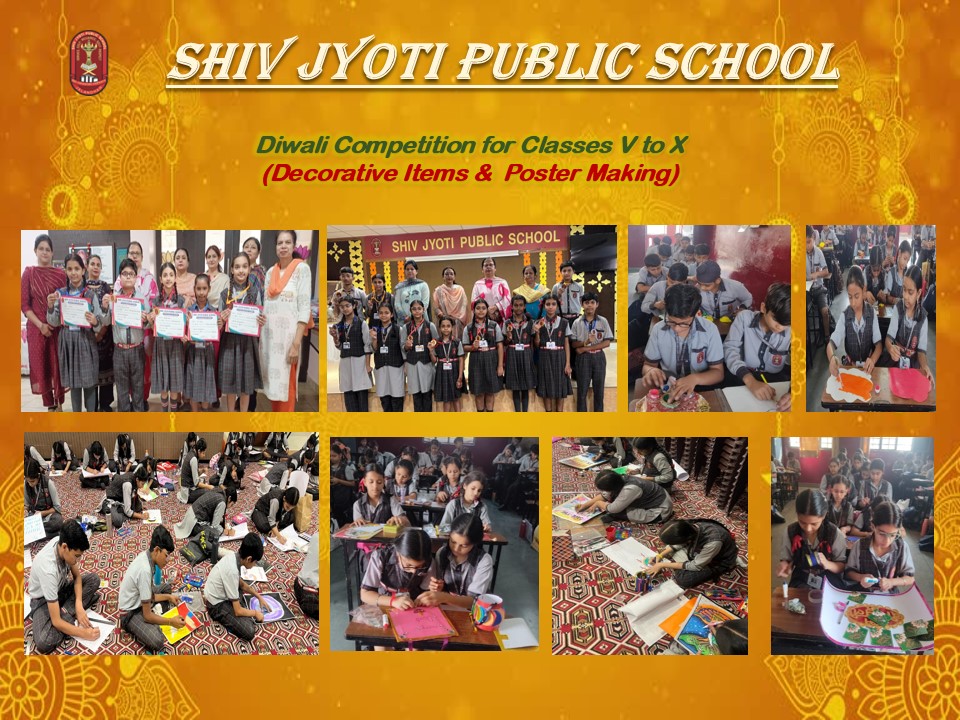 SHIV JYOTI PUBLIC SCHOOL
Diwali Competition for Classes V to X
(Decorative Items & Poster Making)
SHIV JYOTI PUBLIC SCHOOL